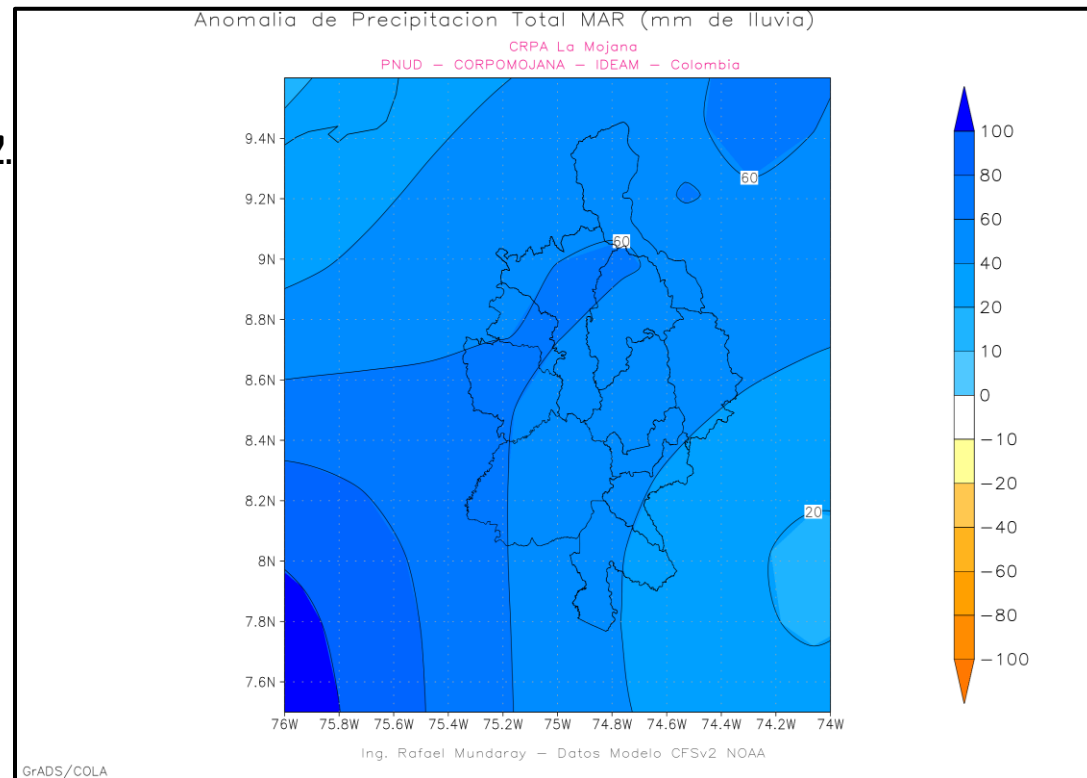 Anomalia de Precipitacion Total MAR (mm de lluvia)
CRPA La Mojana
PNUD – CORPOMOJANA – IDEAM – Colombia
9.4N
9.2N
9N
8.8N
8.6N
8.4N
8.2N
8N
7.8N
7.6N
76W 75.8W 75.6W 75.4W 75.2W 75W 74.8W 74.6W 74.4W 74.2W 74W
60
60
20
100
80
60
40
20
10
0
−10
−20
−40
−60
−80
−100
Ing. Rafael Mundaray – Datos Modelo CFSv2 NOAA
GrADS/COLA